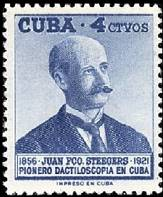 CUBA · 4 CTVOS
1856 - JUAN FCO. STEEGERS - 1921
PIONERO DACTILOSCOPIA EN CUBA
IMPRESO EN CUBA